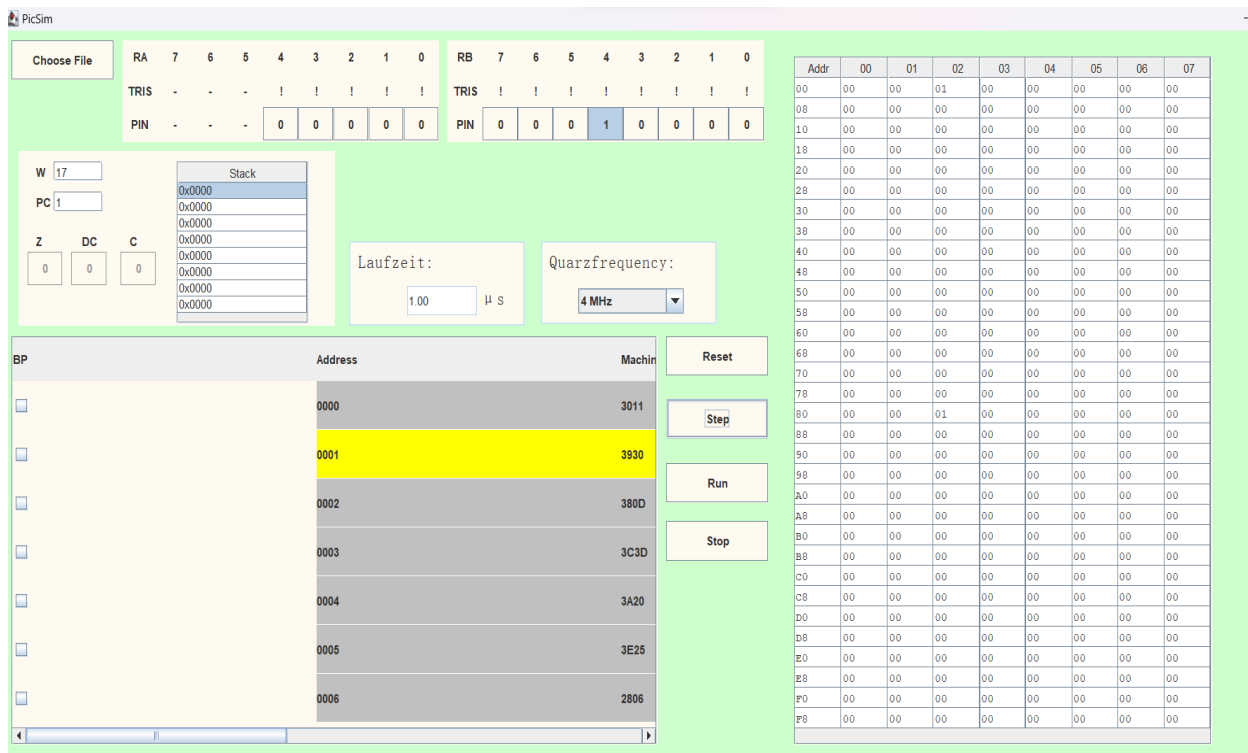 PicSim
Choose File
RA 7 6 5 4 3 2 1 0
TRIS - - - ! ! ! ! !
PIN - - - 0 0 0 0 0
RB 7 6 5 4 3 2 1 0
TRIS ! ! ! ! ! ! ! !
PIN 0 0 0 1 0 0 0 0
W 17
PC 1
Z DC C
0 0 0
Stack
0x0000
0x0000
0x0000
0x0000
0x0000
0x0000
0x0000
0x0000
Laufzeit:
1.00 μ s
Quarzfrequency:
4 MHz
BP Address Machin
0000 3011
0001 3930
0002 380D
0003 3C3D
0004 3A20
0005 3E25
0006 2806
Reset
Step
Run
Stop
Addr 00 01 02 03 04 05 06 07
00 00 00 01 00 00 00 00 00
08 00 00 00 00 00 00 00 00
10 00 00 00 00 00 00 00 00
18 00 00 00 00 00 00 00 00
20 00 00 00 00 00 00 00 00
28 00 00 00 00 00 00 00 00
30 00 00 00 00 00 00 00 00
38 00 00 00 00 00 00 00 00
40 00 00 00 00 00 00 00 00
48 00 00 00 00 00 00 00 00
50 00 00 00 00 00 00 00 00
58 00 00 00 00 00 00 00 00
60 00 00 00 00 00 00 00 00
68 00 00 00 00 00 00 00 00
70 00 00 00 00 00 00 00 00
78 00 00 00 00 00 00 00 00
80 00 00 01 00 00 00 00 00
88 00 00 00 00 00 00 00 00
90 00 00 00 00 00 00 00 00
98 00 00 00 00 00 00 00 00
A0 00 00 00 00 00 00 00 00
A8 00 00 00 00 00 00 00 00
B0 00 00 00 00 00 00 00 00
B8 00 00 00 00 00 00 00 00
C0 00 00 00 00 00 00 00 00
C8 00 00 00 00 00 00 00 00
D0 00 00 00 00 00 00 00 00
D8 00 00 00 00 00 00 00 00
E0 00 00 00 00 00 00 00 00
E8 00 00 00 00 00 00 00 00
F0 00 00 00 00 00 00 00 00
F8 00 00 00 00 00 00 00 00